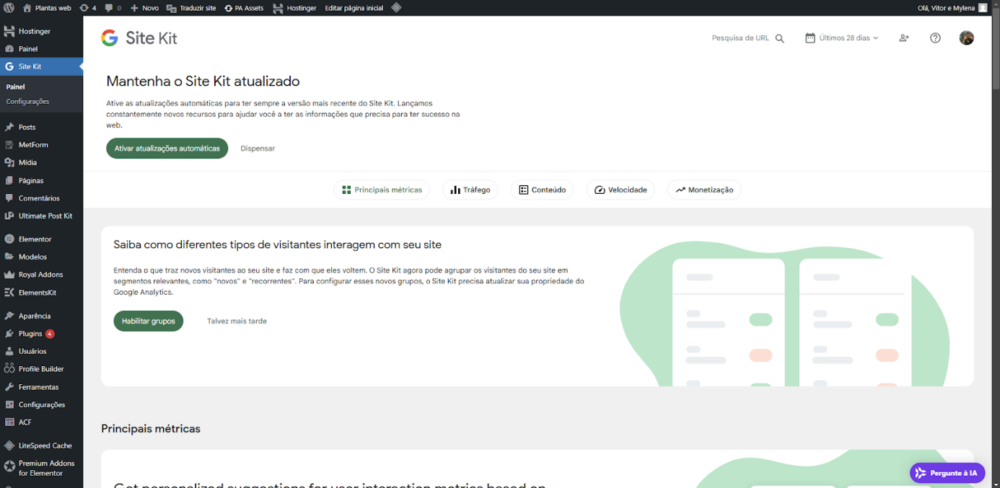 Plantas web 4 0 Novo Traduzir site PA Assets Hostinger Editar página inicial Olá, Vitor e Mylena
Hostinger
Painel
Site Kit
Painel
Configurações
Posts
MetForm
Mídia
Páginas
Comentários
Ultimate Post Kit
Elementor
Modelos
Royal Addons
ElementsKit
Aparência
Plugins 4
Usuários
Profile Builder
Ferramentas
Configurações
ACF
LiteSpeed Cache
Premium Addons
for Elementor
Site Kit
Pesquisa de URL Últimos 28 dias
Mantenha o Site Kit atualizado
Ative as atualizações automáticas para ter sempre a versão mais recente do Site Kit. Lançamos
constantemente novos recursos para ajudar você a ter as informações que precisa para ter sucesso na
web.
Ativar atualizações automáticas Dispensar
Principais métricas Tráfego Conteúdo Velocidade Monetização
Saiba como diferentes tipos de visitantes interagem com seu site
Entenda o que traz novos visitantes ao seu site e faz com que eles voltem. O Site Kit agora pode agrupar os visitantes do seu site em
segmentos relevantes, como "novos" e "recorrentes". Para configurar esses novos grupos, o Site Kit precisa atualizar sua propriedade do
Google Analytics.
Habilitar grupos Talvez mais tarde
Principais métricas
Get personalized suggestions for user interaction metrics based on
Pergunte à IA